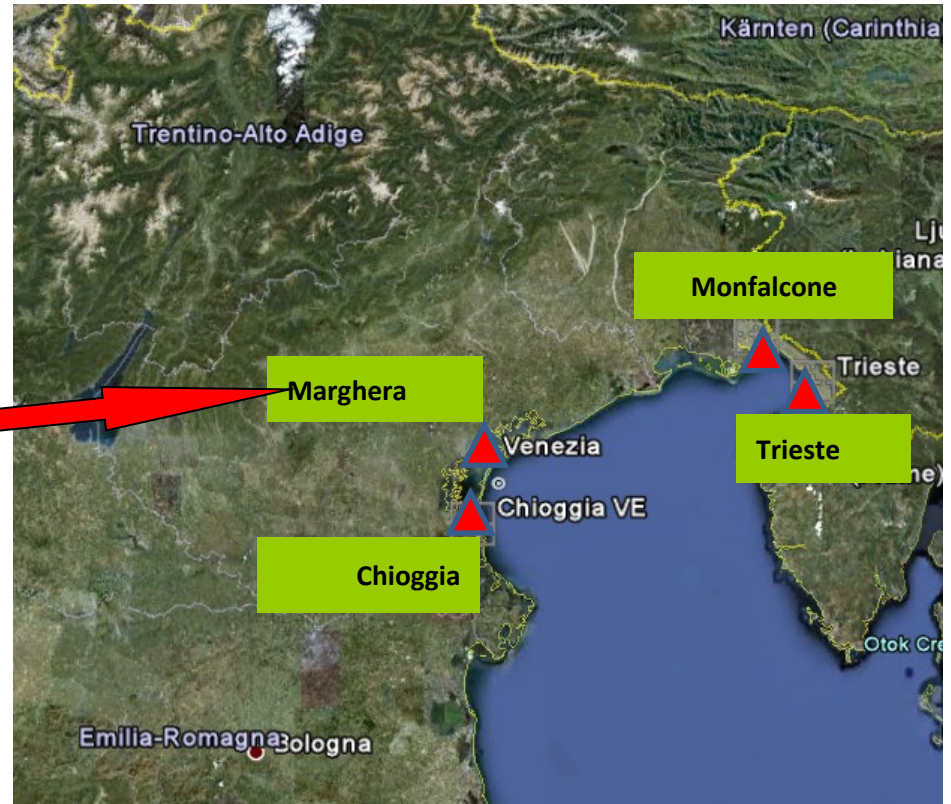 Kärnten (Carinthia
Trentino-Alto Adige
Lju
iana
Monfalcone
Trieste
Marghera
Venezia
Trieste
Chioggia VE
Chioggia
Otok Cre
Emilia-Romagna
Bologna